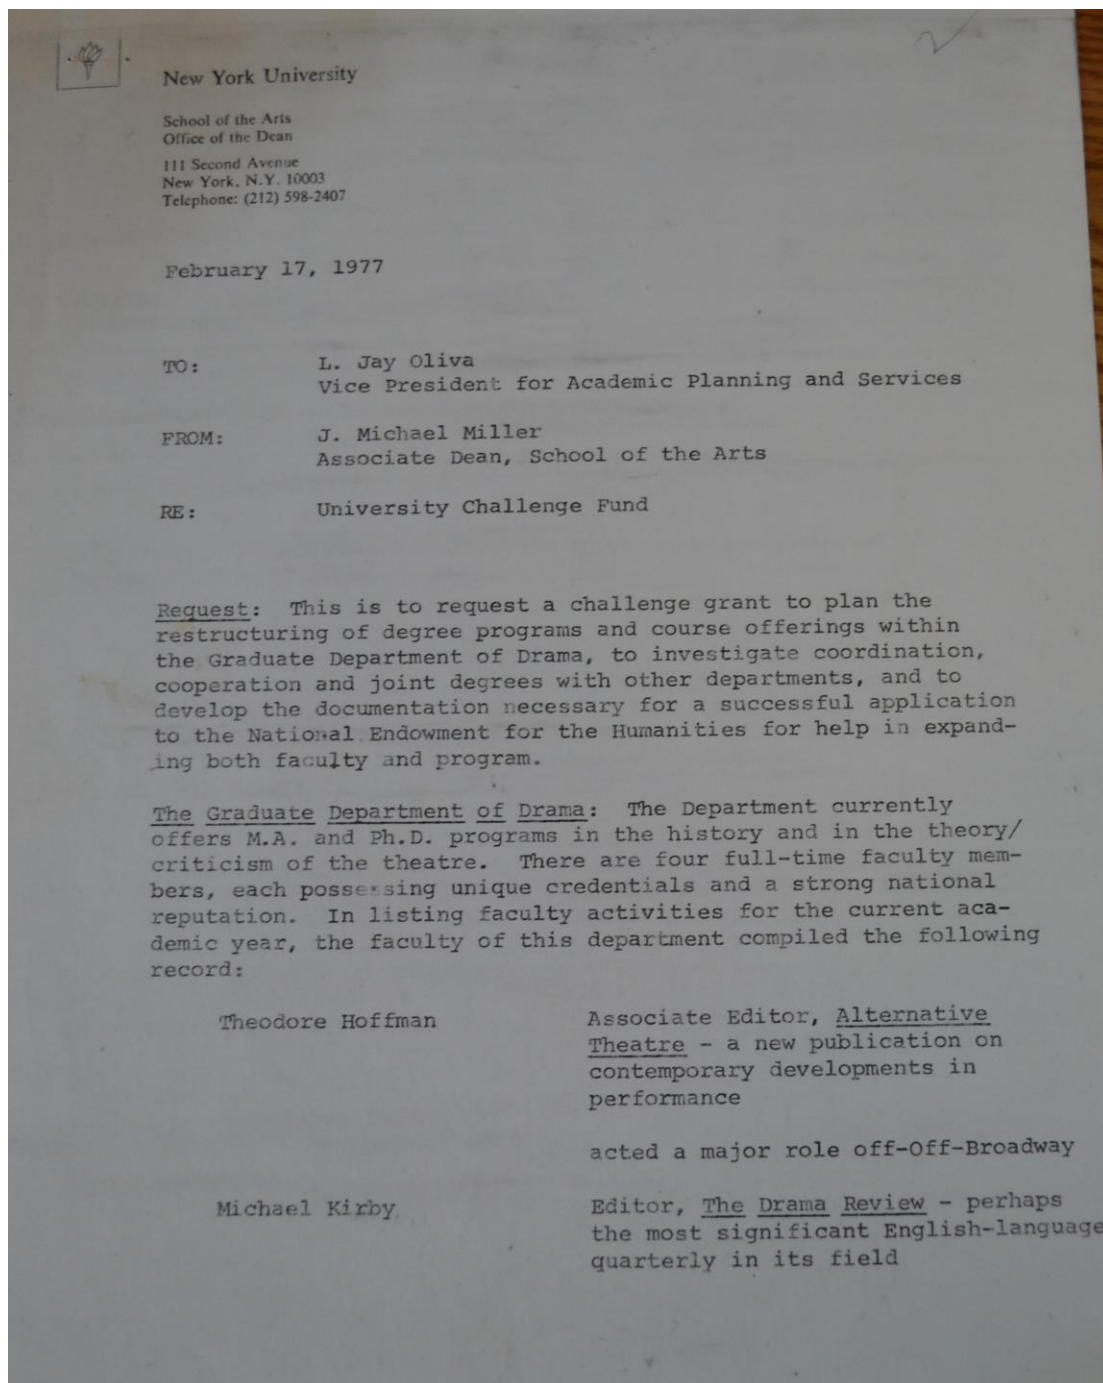 New York University
School of the Arts
Office of the Dean
111 Second Avenue
New York, N.Y. 10003
Telephone: (212) 598-2407
February 17, 1977
TO: L. Jay Oliva
Vice President for Academic Planning and Services
FROM: J. Michael Miller
Associate Dean, School of the Arts
RE: University Challenge Fund
Request: This is to request a challenge grant to plan the
restructuring of degree programs and course offerings within
the Graduate Department of Drama, to investigate coordination,
cooperation and joint degrees with other departments, and to
develop the documentation necessary for a successful application
to the National Endowment for the Humanities for help in expand-
ing both faculty and program.
The Graduate Department of Drama: The Department currently
offers M.A. and Ph.D. programs in the history and in the theory/
criticism of the theatre. There are four full-time faculty mem-
bers, each possessing unique credentials and a strong national
reputation. In listing faculty activities for the current aca-
demic year, the faculty of this department compiled the following
record:
Theodore Hoffman Associate Editor, Alternative
Theatre - a new publication on
contemporary developments in
performance
acted a major role off-Off-Broadway
Michael Kirby Editor, The Drama Review - perhaps
the most significant English-language
quarterly in its field